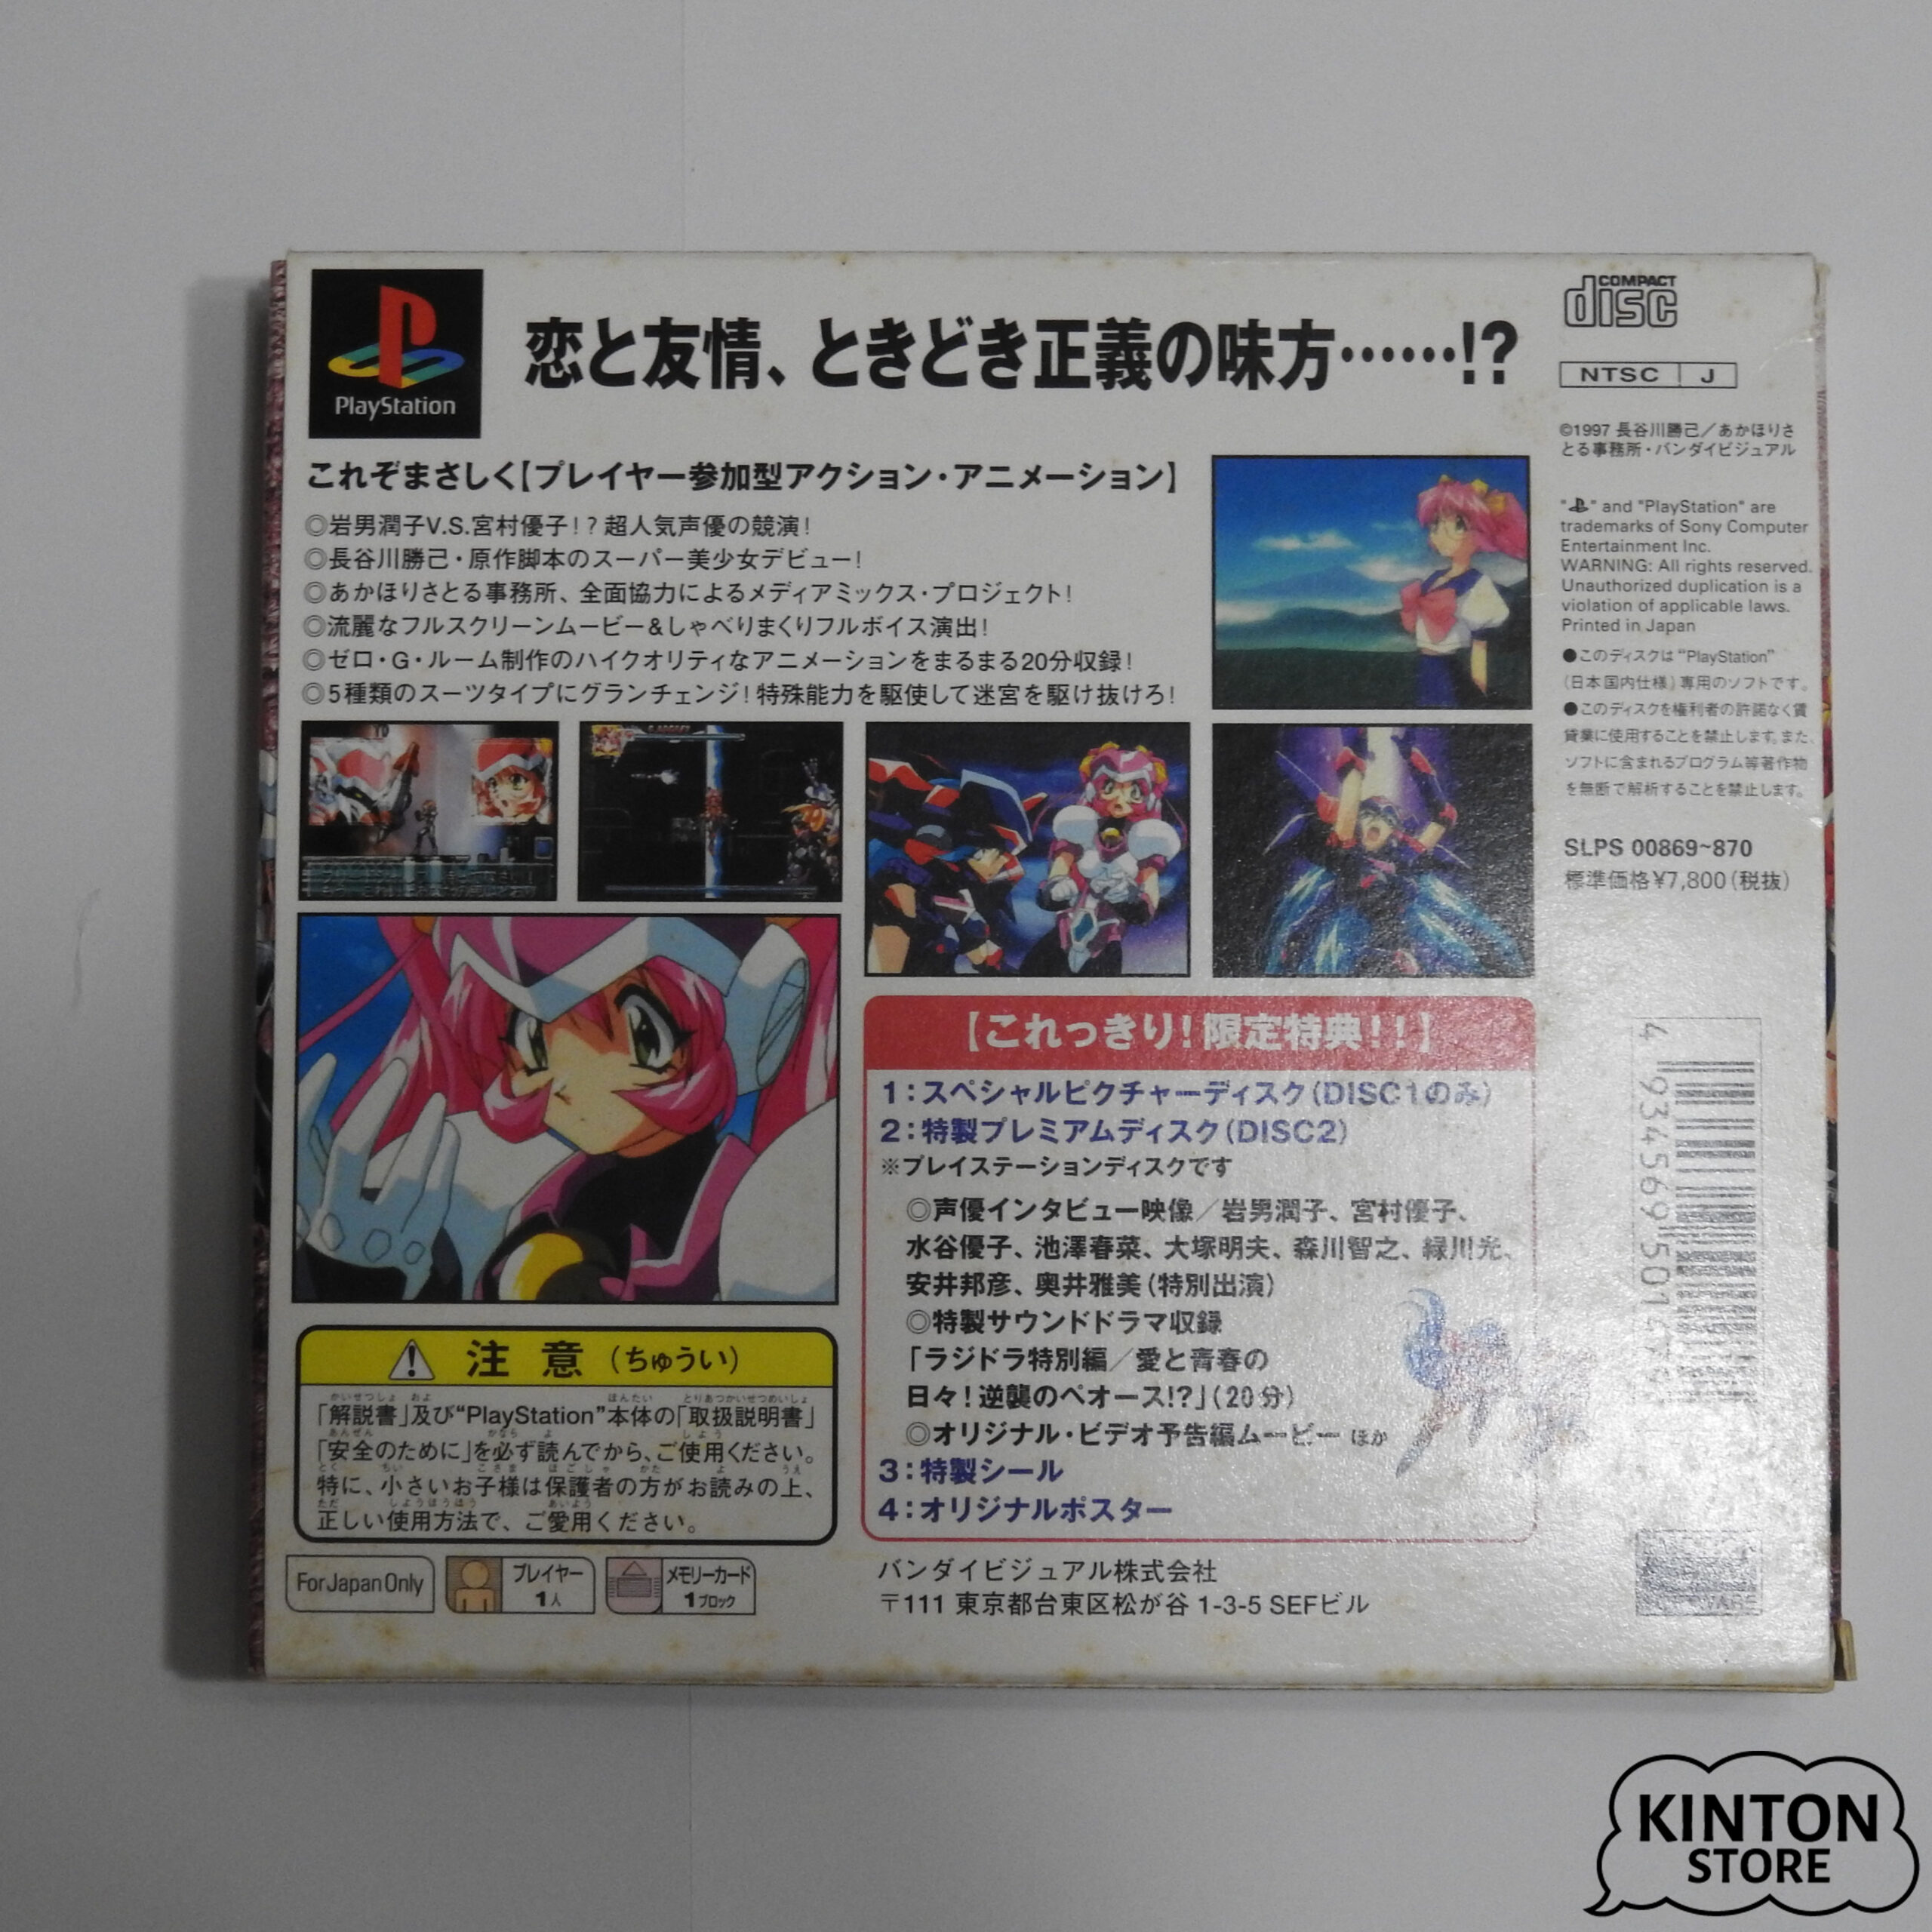 PlayStation
恋と友情、ときどき正義の味方……!?
COMPACT
disc
NTSC J
これぞまさしく【プレイヤー参加型アクション・アニメーション】
◎岩男潤子V.S.宮村優子!?超人気声優の競演!
◎長谷川勝己・原作脚本のスーパー美少女デビュー!
◎あかほりさとる事務所、全面協力によるメディアミックス・プロジェクト!
◎流麗なフルスクリーンムービー&しゃべりまくりフルボイス演出!
◎ゼロ・G・ルーム制作のハイクオリティなアニメーションをまるまる20分収録!
◎5種類のスーツタイプにグランチェンジ!特殊能力を駆使して迷宮を駆け抜けろ!
©1997 長谷川勝己/あかほりさ
とる事務所・バンダイビジュアル
" " and "PlayStation" are
trademarks of Sony Computer
Entertainment Inc.
WARNING: All rights reserved.
Unauthorized duplication is a
violation of applicable laws.
Printed in Japan
●このディスクは"PlayStation"
(日本国内仕様)専用のソフトです。
●このディスクを権利者の許諾なく賃
貸業に使用することを禁止します。また、
ソフトに含まれるプログラム等著作物
を無断で解析することを禁止します。
SLPS 00869~870
標準価格¥7,800(税抜)
【これっきり!限定特典!!】
1:スペシャルピクチャーディスク(DISC1のみ)
2:特製プレミアムディスク(DISC2)
※プレイステーションディスクです
◎声優インタビュー映像/岩男潤子、宮村優子、
水谷優子、池澤春菜、大塚明夫、森川智之、緑川光、
安井邦彦、奥井雅美(特別出演)
◎特製サウンドドラマ収録
「ラジドラ特別編/愛と青春の
日々!逆襲のペオース!?」(20分)
◎オリジナル・ビデオ予告編ムービー ほか
3:特製シール
4:オリジナルポスター
注意(ちゅうい)
「解説書」及び"PlayStation"本体の「取扱説明書」
「安全のために」を必ず読んでから、ご使用ください。
特に、小さいお子様は保護者の方がお読みの上、
正しい使用方法で、ご愛用ください。
For Japan Only
プレイヤー
1人
メモリーカード
1ブロック
バンダイビジュアル株式会社
〒111 東京都台東区松が谷 1-3-5 SEFビル
KINTON
STORE